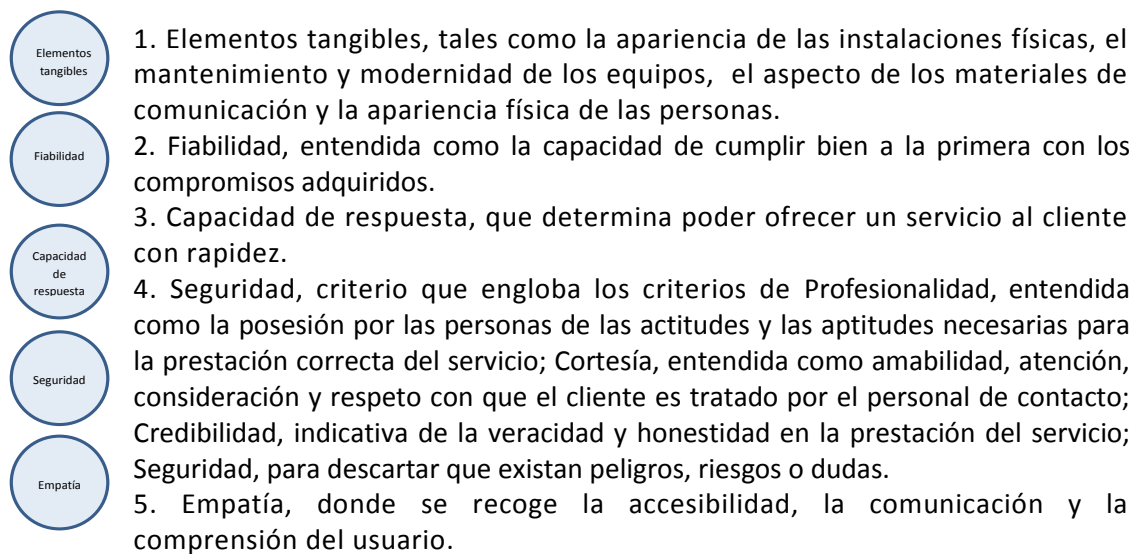 Elementos
tangibles
Fiabilidad
Capacidad
de
respuesta
Seguridad
Empatía
1. Elementos tangibles, tales como la apariencia de las instalaciones físicas, el
mantenimiento y modernidad de los equipos, el aspecto de los materiales de
comunicación y la apariencia física de las personas.
2. Fiabilidad, entendida como la capacidad de cumplir bien a la primera con los
compromisos adquiridos.
3. Capacidad de respuesta, que determina poder ofrecer un servicio al cliente
con rapidez.
4. Seguridad, criterio que engloba los criterios de Profesionalidad, entendida
como la posesión por las personas de las actitudes y las aptitudes necesarias para
la prestación correcta del servicio; Cortesía, entendida como amabilidad, atención,
consideración y respeto con que el cliente es tratado por el personal de contacto;
Credibilidad, indicativa de la veracidad y honestidad en la prestación del servicio;
Seguridad, para descartar que existan peligros, riesgos o dudas.
5. Empatía, donde se recoge la accesibilidad, la comunicación y la
comprensión del usuario.